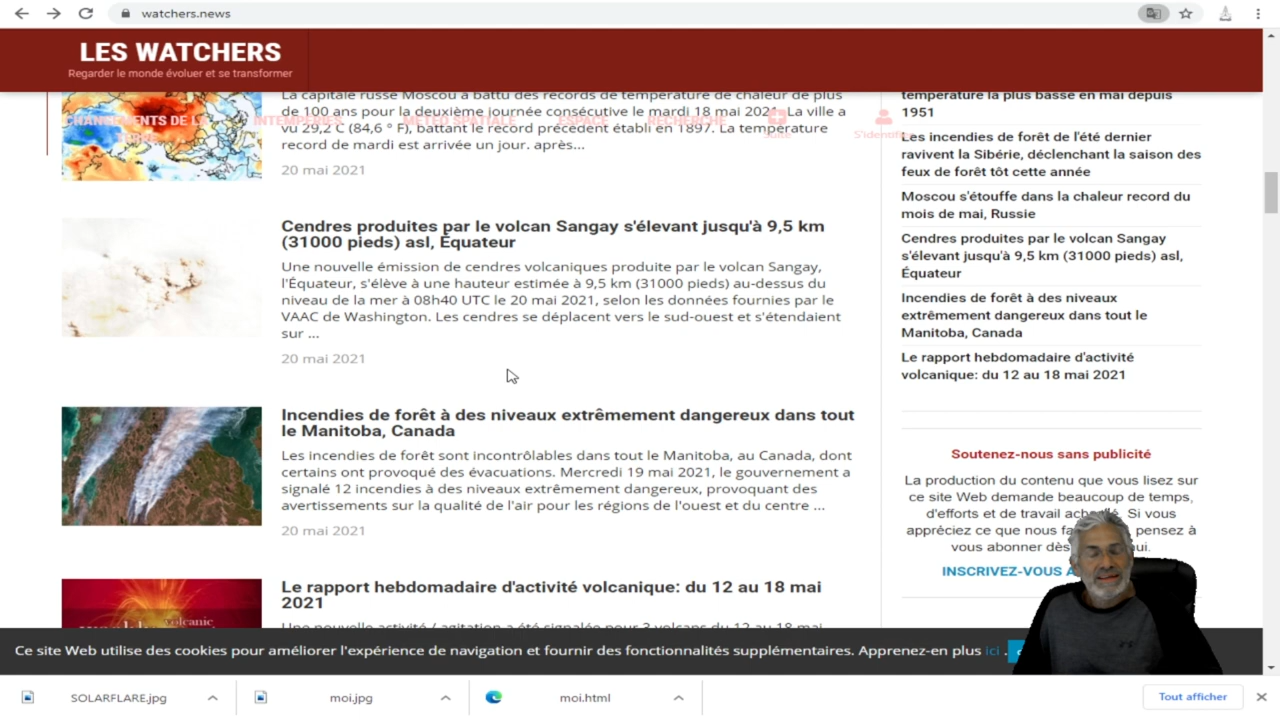 watchers.news
LES WATCHERS
Regarder le monde évoluer et se transformer
CHANGEMENTS DE LA
INTEMPÉRIES
MÉTÉO SPATIALE
ESPACE
RECHERCHE
S'identifier
La capitale russe Moscou a battu des records de température de chaleur de plus
de 100 ans pour la deuxième journée consécutive le mardi 18 mai 2021. La ville a
vu 29,2 C (84,6 ° F), battant le record précédent établi en 1897. La température
record de mardi est arrivée un jour. après...
20 mai 2021
Cendres produites par le volcan Sangay s'élevant jusqu'à 9,5 km
(31000 pieds) asl, Équateur
Une nouvelle émission de cendres volcaniques produite par le volcan Sangay,
l'Équateur, s'élève à une hauteur estimée à 9,5 km (31000 pieds) au-dessus du
niveau de la mer à 08h40 UTC le 20 mai 2021, selon les données fournies par le
VAAC de Washington. Les cendres se déplacent vers le sud-ouest et s'étendaient
sur ...
20 mai 2021
Incendies de forêt à des niveaux extrêmement dangereux dans tout
le Manitoba, Canada
Les incendies de forêt sont incontrôlables dans tout le Manitoba, au Canada, dont
certains ont provoqué des évacuations. Mercredi 19 mai 2021, le gouvernement a
signalé 12 incendies à des niveaux extrêmement dangereux, provoquant des
avertissements sur la qualité de l'air pour les régions de l'ouest et du centre ...
20 mai 2021
Le rapport hebdomadaire d'activité volcanique: du 12 au 18 mai
2021
Une nouvelle activité / agitation a été signalée pour 3 volcans du 12 au 18 mai
volcanic
température la plus basse en mai depuis
1951
Les incendies de forêt de l'été dernier
ravivent la Sibérie, déclenchant la saison des
feux de forêt tôt cette année
Moscou s'étouffe dans la chaleur record du
mois de mai, Russie
Cendres produites par le volcan Sangay
s'élevant jusqu'à 9,5 km (31000 pieds) asl,
Équateur
Incendies de forêt à des niveaux
extrêmement dangereux dans tout le
Manitoba, Canada
Le rapport hebdomadaire d'activité
volcanique: du 12 au 18 mai 2021
Soutenez-nous sans publicité
La production du contenu que vous lisez sur
ce site Web demande beaucoup de temps,
d'efforts et de travail Si vous
appréciez ce que nous pensez à
vous abonner
INSCRIVEZ-VOUS
Ce site Web utilise des cookies pour améliorer l'expérience de navigation et fournir des fonctionnalités supplémentaires. Apprenez-en plus ici .
SOLARFLARE.jpg
moi.jpg
moi.html
Tout afficher